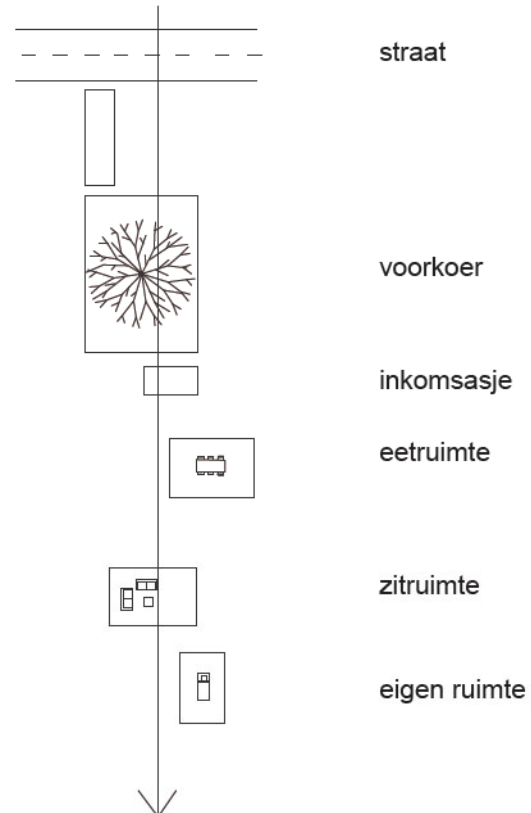 straat
voorkoer
inkomsasje
eetruimte
zitruimte
eigen ruimte